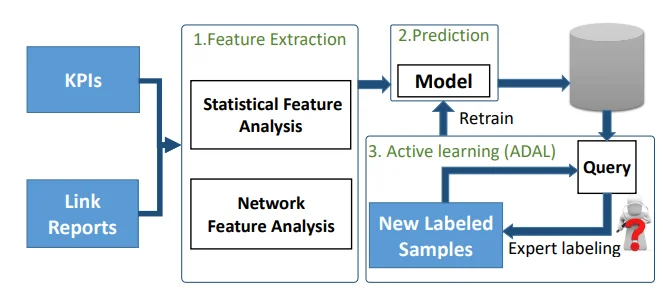 KPIs
Link
Reports
1.Feature Extraction
Statistical Feature
Analysis
Network
Feature Analysis
2.Prediction
Model
Retrain
3. Active learning (ADAL)
Query
New Labeled
Samples
Expert labeling
?